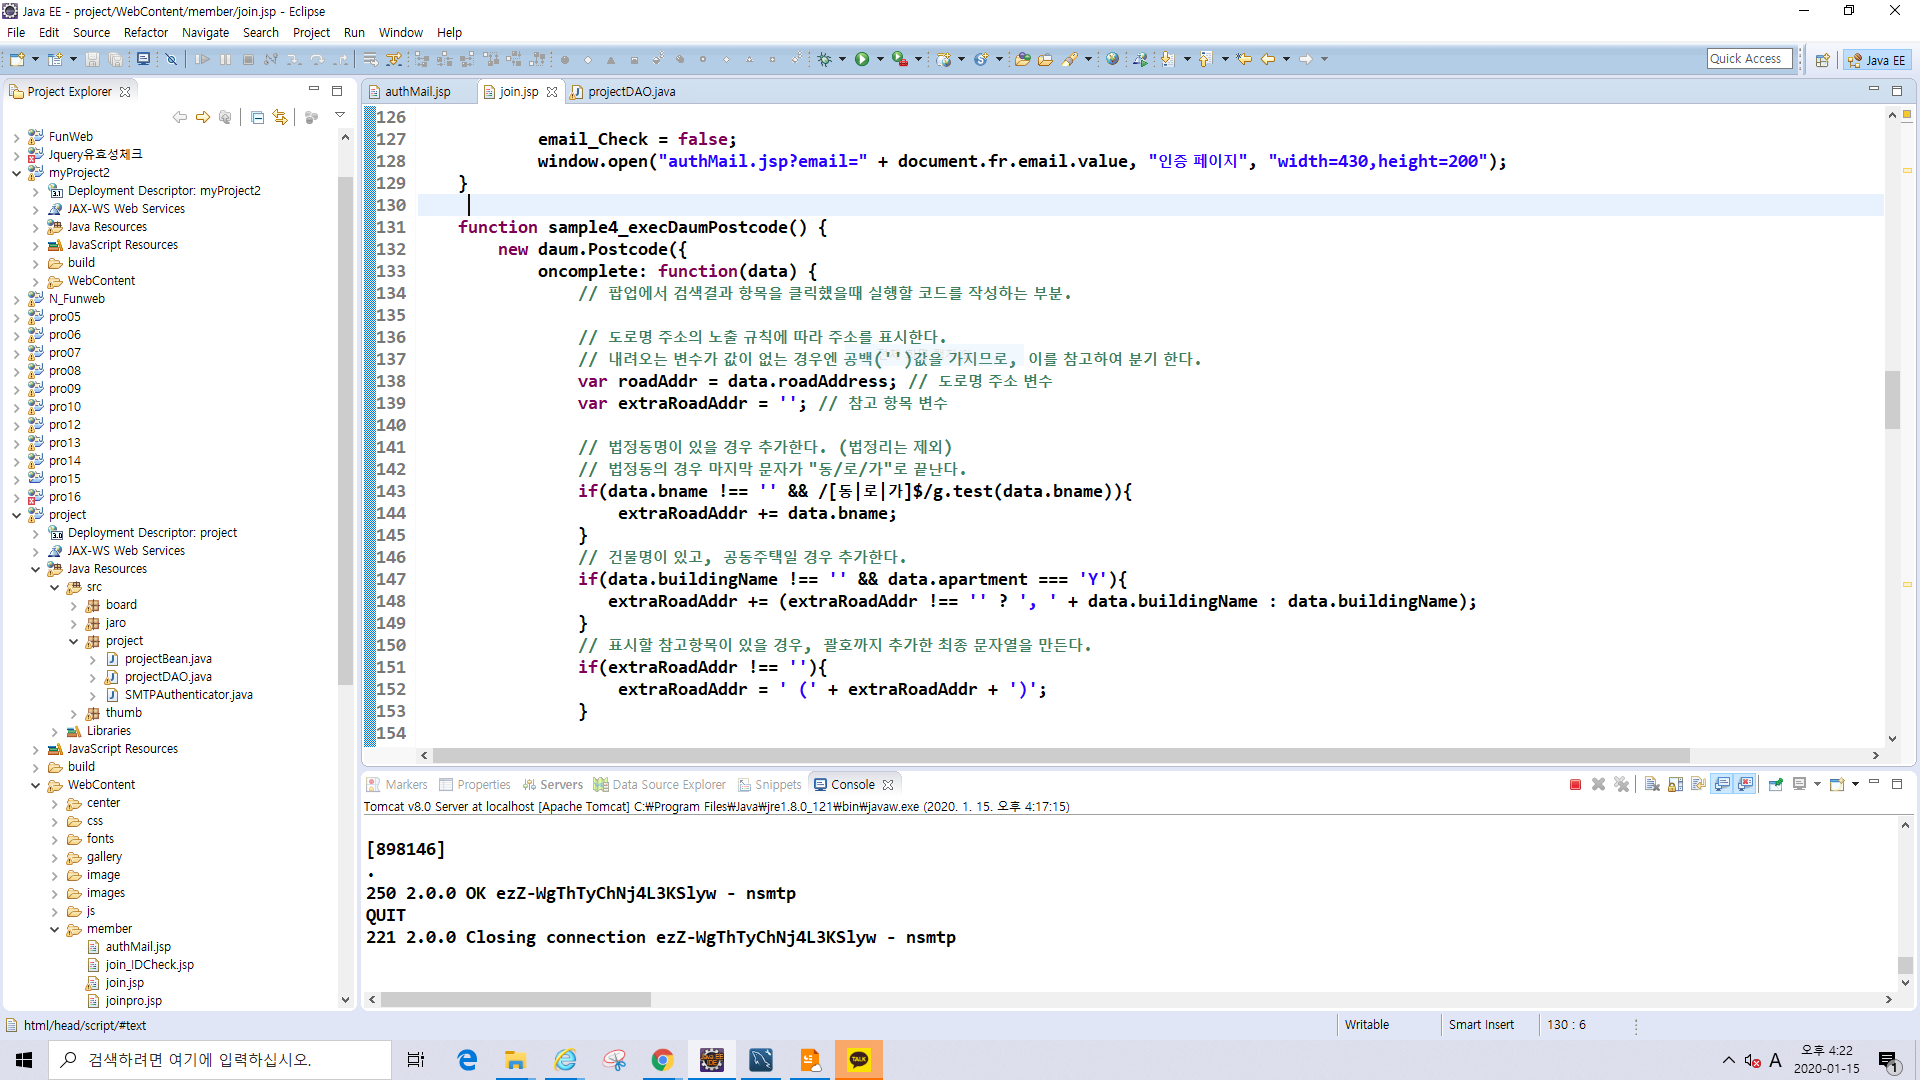 Java EE - project/WebContent/member/join.jsp - Eclipse
File Edit Source Refactor Navigate Search Project Run Window Help
Quick Access
Java EE
Project Explorer
FunWeb
Jquery유효성체크
myProject2
Deployment Descriptor: myProject2
JAX-WS Web Services
Java Resources
JavaScript Resources
build
WebContent
N_Funweb
pro05
pro06
pro07
pro08
pro09
pro10
pro12
pro13
pro14
pro15
pro16
project
Deployment Descriptor: project
JAX-WS Web Services
Java Resources
src
board
jaro
project
projectBean.java
projectDAO.java
SMTPAuthenticator.java
thumb
Libraries
JavaScript Resources
build
WebContent
center
css
fonts
gallery
image
images
js
member
authMail.jsp
join_IDCheck.jsp
join.jsp
joinpro.jsp
authMail.jsp join.jsp projectDAO.java
126
127 email_Check = false;
128 window.open("authMail.jsp?email=" + document.fr.email.value, "인증 페이지", "width=430,height=200");
129 }
130
131 function sample4_execDaumPostcode() {
132 new daum.Postcode({
133 oncomplete: function(data) {
134 // 팝업에서 검색결과 항목을 클릭했을때 실행할 코드를 작성하는 부분.
135
136 // 도로명 주소의 노출 규칙에 따라 주소를 표시한다.
137 // 내려오는 변수가 값이 없는 경우엔 공백('')값을 가지므로, 이를 참고하여 분기 한다.
138 var roadAddr = data.roadAddress; // 도로명 주소 변수
139 var extraRoadAddr = ''; // 참고 항목 변수
140
141 // 법정동명이 있을 경우 추가한다. (법정리는 제외)
142 // 법정동의 경우 마지막 문자가 "동/로/가"로 끝난다.
143 if(data.bname !== '' && /[동|로|가]$/g.test(data.bname)){
144 extraRoadAddr += data.bname;
145 }
146 // 건물명이 있고, 공동주택일 경우 추가한다.
147 if(data.buildingName !== '' && data.apartment === 'Y'){
148 extraRoadAddr += (extraRoadAddr !== '' ? ', ' + data.buildingName : data.buildingName);
149 }
150 // 표시할 참고항목이 있을 경우, 괄호까지 추가한 최종 문자열을 만든다.
151 if(extraRoadAddr !== ''){
152 extraRoadAddr = ' (' + extraRoadAddr + ')';
153 }
154
Markers Properties Servers Data Source Explorer Snippets Console
Tomcat v8.0 Server at localhost [Apache Tomcat] C:₩Program Files₩Java₩jre1.8.0_121₩bin₩javaw.exe (2020. 1. 15. 오후 4:17:15)
[898146]
.
250 2.0.0 OK ezZ-WgThTyChNj4L3KSlyw - nsmtp
QUIT
221 2.0.0 Closing connection ezZ-WgThTyChNj4L3KSlyw - nsmtp
html/head/script/#text
Writable
Smart Insert
130 : 6
검색하려면 여기에 입력하십시오.
TALK
A
오후 4:22
2020-01-15
1